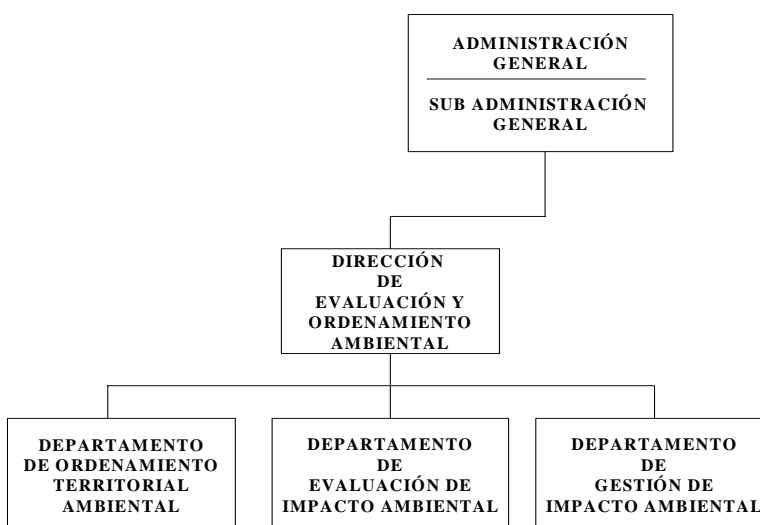 ADMINISTRACIÓN
GENERAL
SUB ADMINISTRACIÓN
GENERAL
DIRECCIÓN
DE
EVALUACIÓN Y
ORDENAMIENTO
AMBIENTAL
DEPARTAMENTO
DE ORDENAMIENTO
TERRITORIAL
AMBIENTAL
DEPARTAMENTO
DE
EVALUACIÓN DE
IMPACTO AMBIENTAL
DEPARTAMENTO
DE
GESTIÓN DE
IMPACTO AMBIENTAL